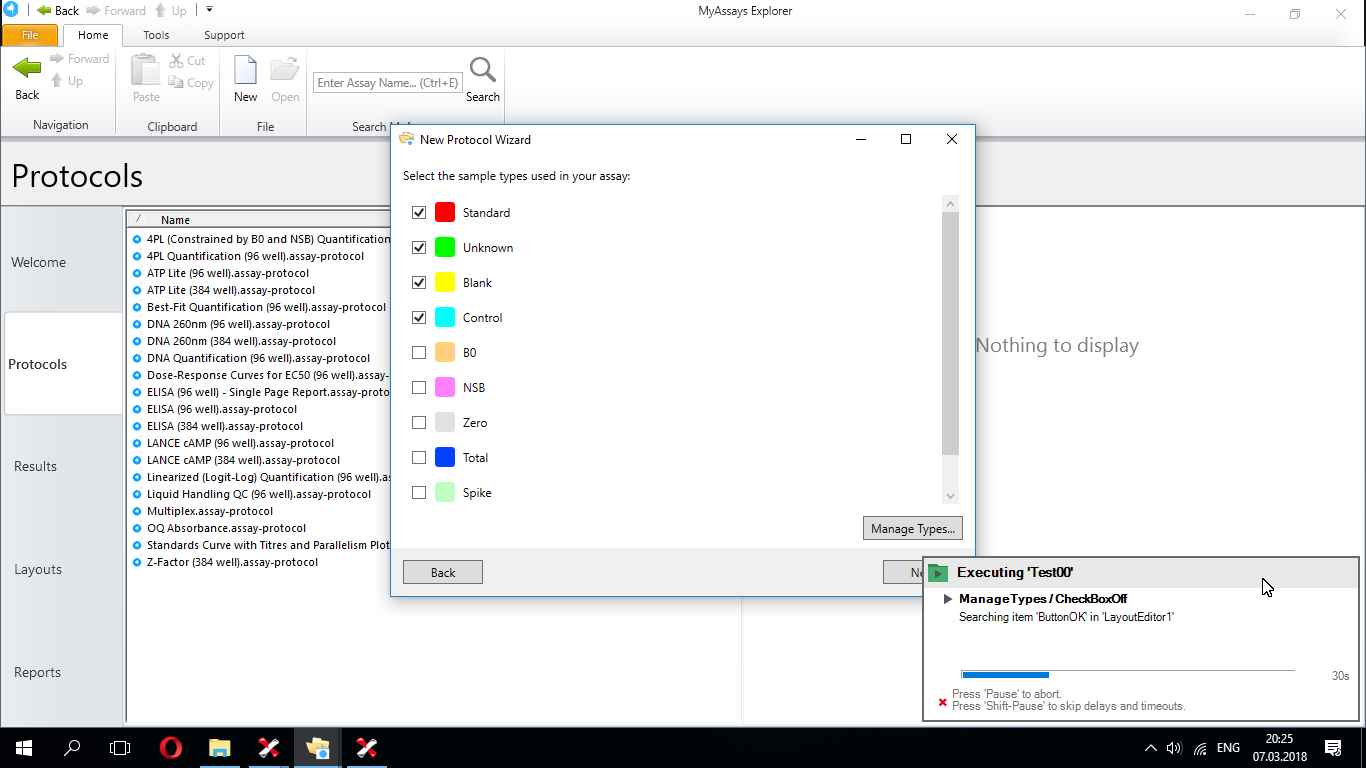 Back Forward Up
MyAssays Explorer
File Home Tools Support
Back
Forward
Up
Navigation
Paste
Cut
Copy
Clipboard
New
Open
File
Enter Assay Name... (Ctrl+E)
Search
Search
Protocols
Welcome
Protocols
Results
Layouts
Reports
Name
4PL (Constrained by B0 and NSB) Quantification
4PL Quantification (96 well).assay-protocol
ATP Lite (96 well).assay-protocol
ATP Lite (384 well).assay-protocol
Best-Fit Quantification (96 well).assay-protocol
DNA 260nm (96 well).assay-protocol
DNA 260nm (384 well).assay-protocol
DNA Quantification (96 well).assay-protocol
Dose-Response Curves for EC50 (96 well).assay-
ELISA (96 well) - Single Page Report.assay-proto
ELISA (96 well).assay-protocol
ELISA (384 well).assay-protocol
LANCE cAMP (96 well).assay-protocol
LANCE cAMP (384 well).assay-protocol
Linearized (Logit-Log) Quantification (96 well).as
Liquid Handling QC (96 well).assay-protocol
Multiplex.assay-protocol
OQ Absorbance.assay-protocol
Standards Curve with Titres and Parallelism Plot
Z-Factor (384 well).assay-protocol
New Protocol Wizard
Select the sample types used in your assay:
Standard
Unknown
Blank
Control
B0
NSB
Zero
Total
Spike
Manage Types...
Back
Ne
Nothing to display
Executing 'Test00'
ManageTypes / CheckBoxOff
Searching item 'ButtonOK' in 'LayoutEditor1'
30s
Press 'Pause' to abort.
Press 'Shift-Pause' to skip delays and timeouts.
ENG
20:25
07.03.2018